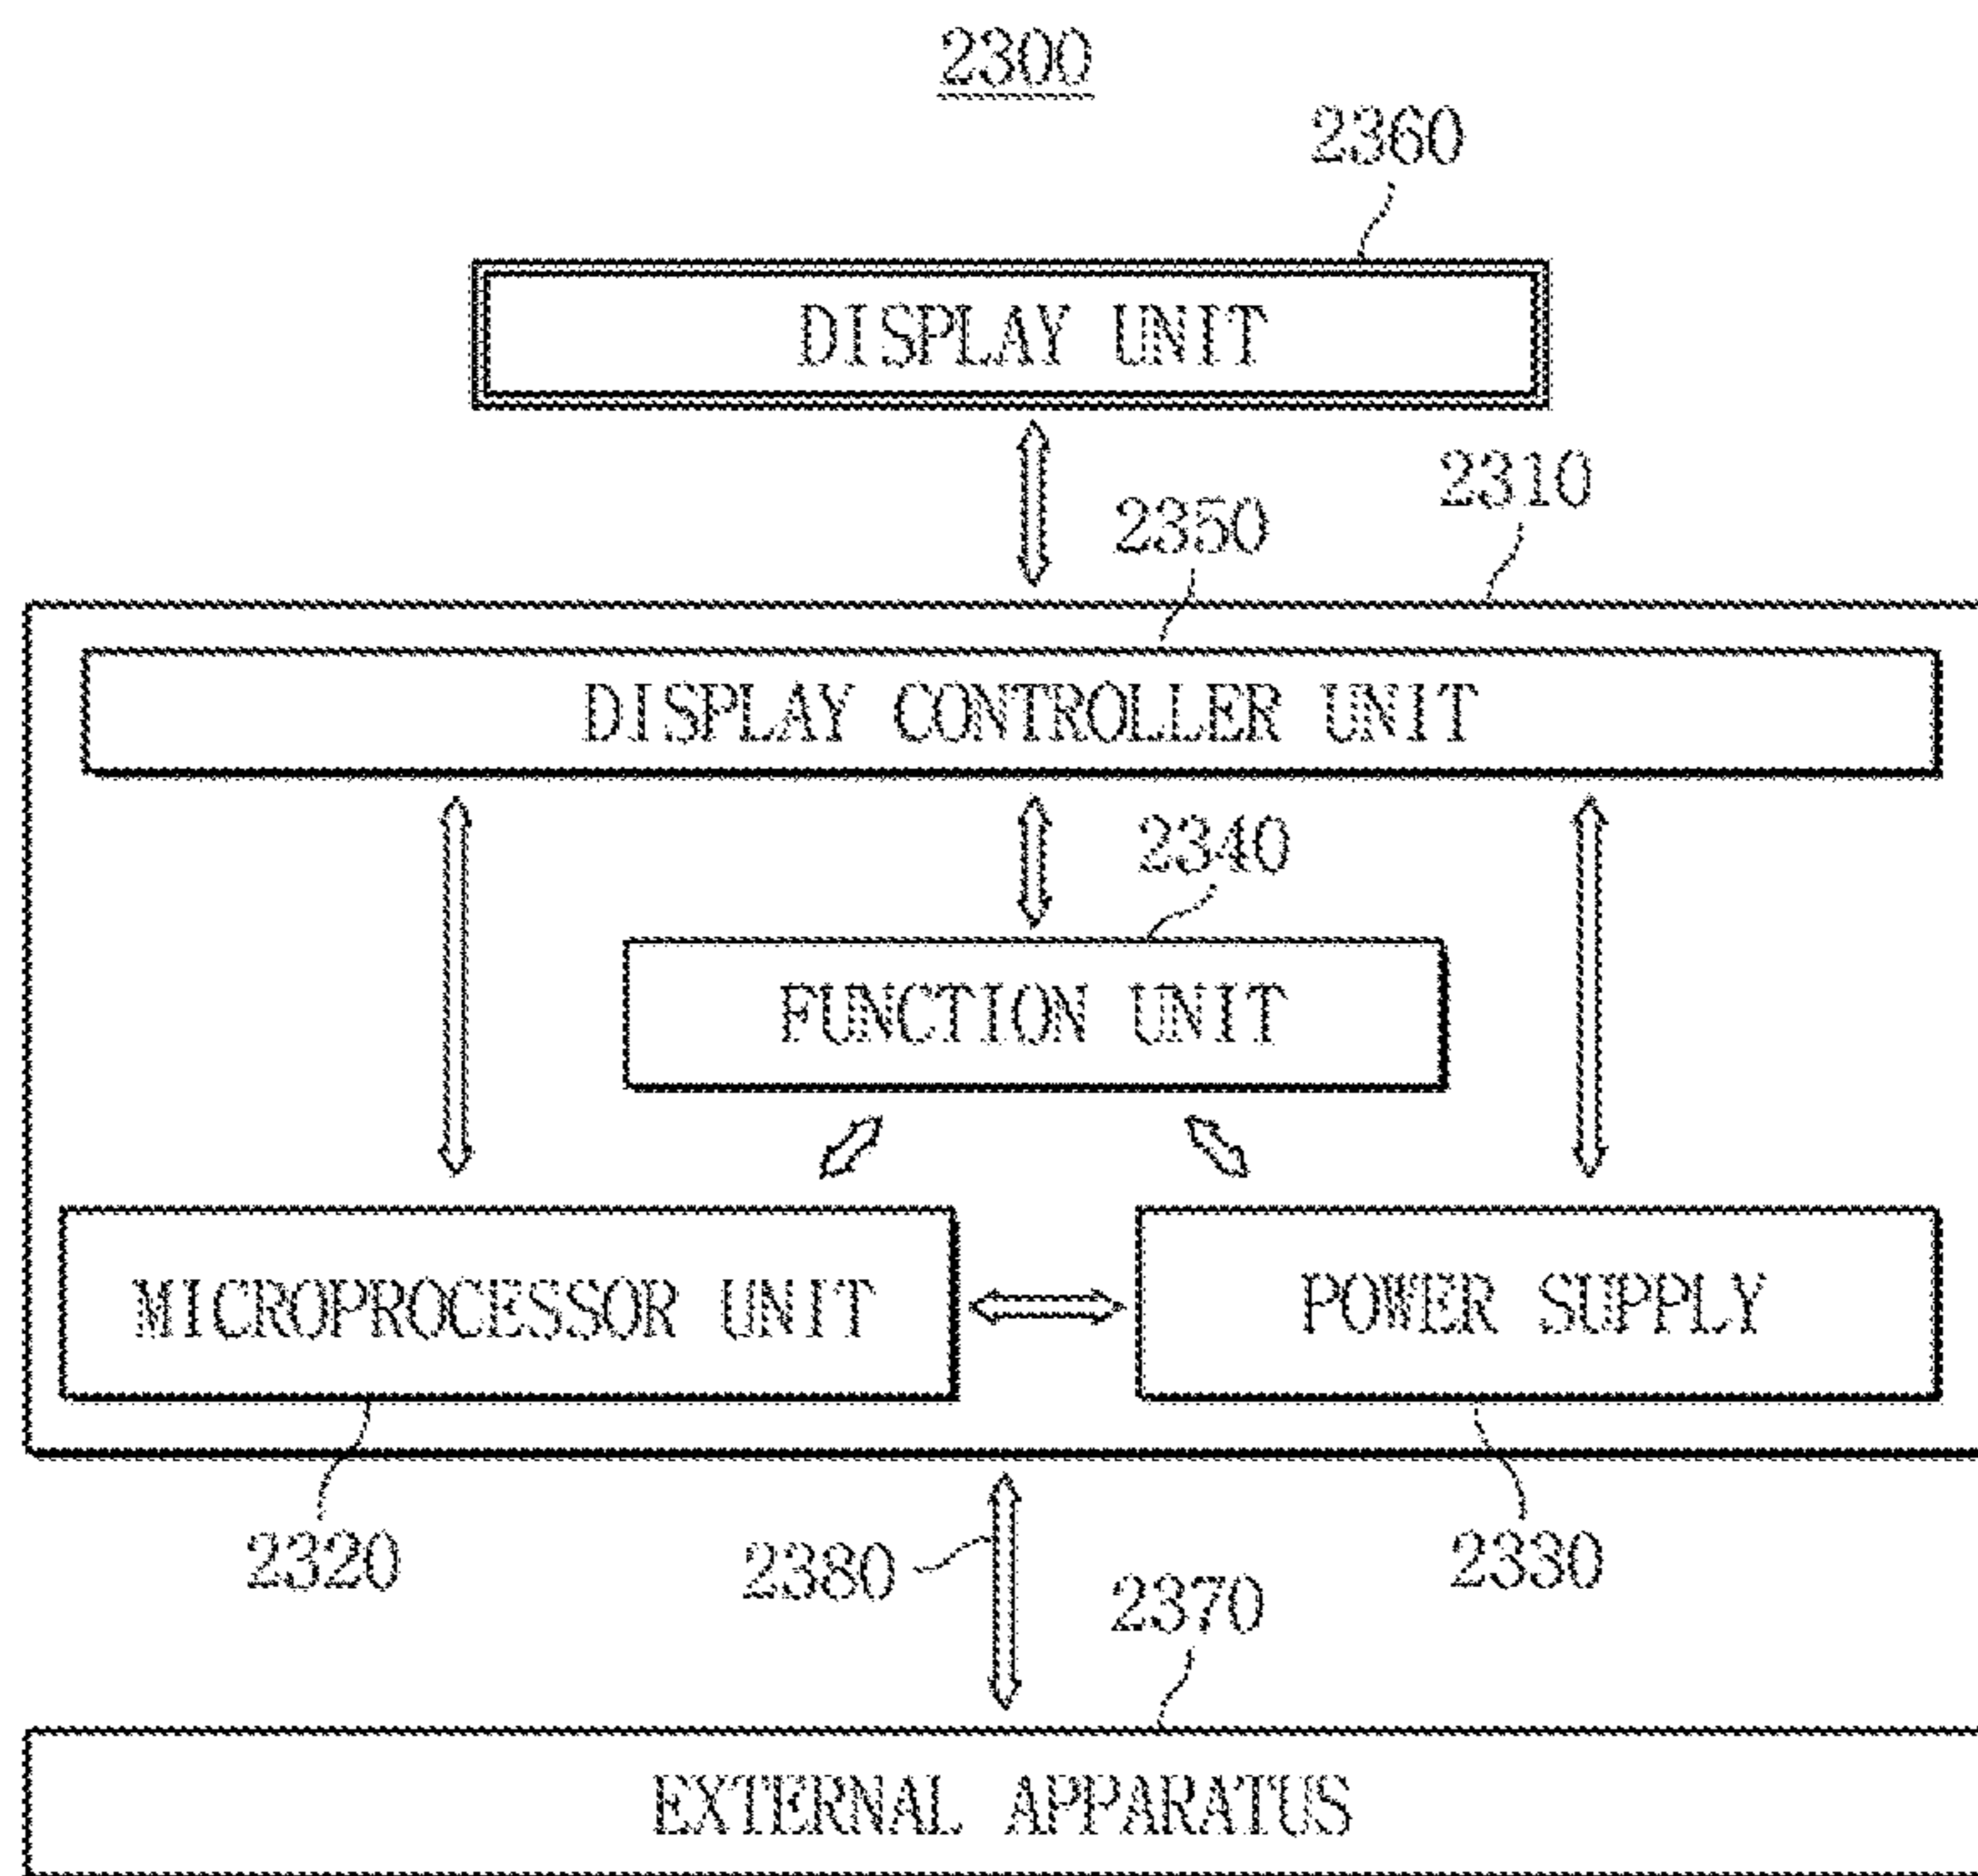 2300
2360
DISPLAY UNIT
2310
2350
DISPLAY CONTROLLER UNIT
2340
FUNCTION UNIT
MICROPROCESSOR UNIT
POWER SUPPLY
2320
2380
2370
2330
EXTERNAL APPARATUS